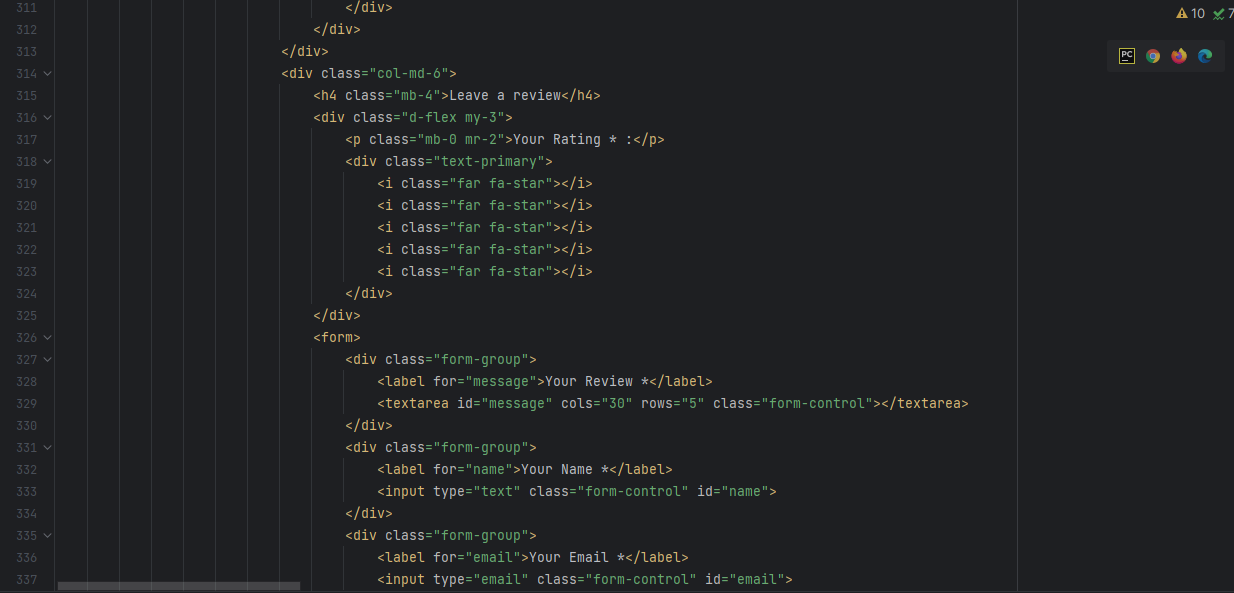 311 </div>
312 </div>
313 </div>
314 <div class="col-md-6">
315 <h4 class="mb-4">Leave a review</h4>
316 <div class="d-flex my-3">
317 <p class="mb-0 mr-2">Your Rating * :</p>
318 <div class="text-primary">
319 <i class="far fa-star"></i>
320 <i class="far fa-star"></i>
321 <i class="far fa-star"></i>
322 <i class="far fa-star"></i>
323 <i class="far fa-star"></i>
324 </div>
325 </div>
326 <form>
327 <div class="form-group">
328 <label for="message">Your Review *</label>
329 <textarea id="message" cols="30" rows="5" class="form-control"></textarea>
330 </div>
331 <div class="form-group">
332 <label for="name">Your Name *</label>
333 <input type="text" class="form-control" id="name">
334 </div>
335 <div class="form-group">
336 <label for="email">Your Email *</label>
337 <input type="email" class="form-control" id="email">
10 7
PC